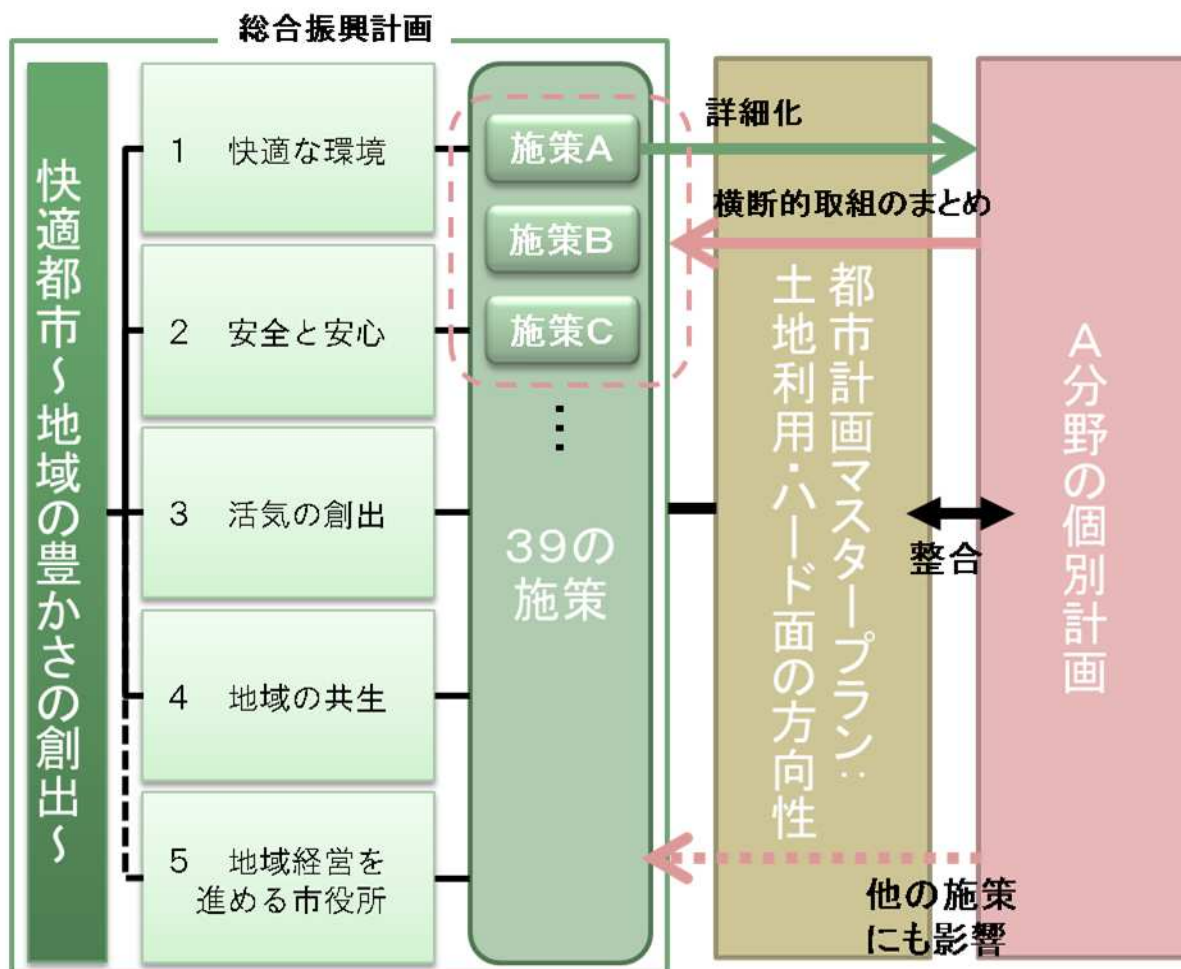 総合振興計画
快適都市～地域の豊かさの創出～
1 快適な環境
2 安全と安心
3 活気の創出
4 地域の共生
5 地域経営を
進める市役所
施策A
施策B
施策C
⋮
39の
施策
詳細化
横断的取組のまとめ
都市計画マスタープラン：
土地利用・ハード面の方向性
整合
他の施策
にも影響
A分野の個別計画